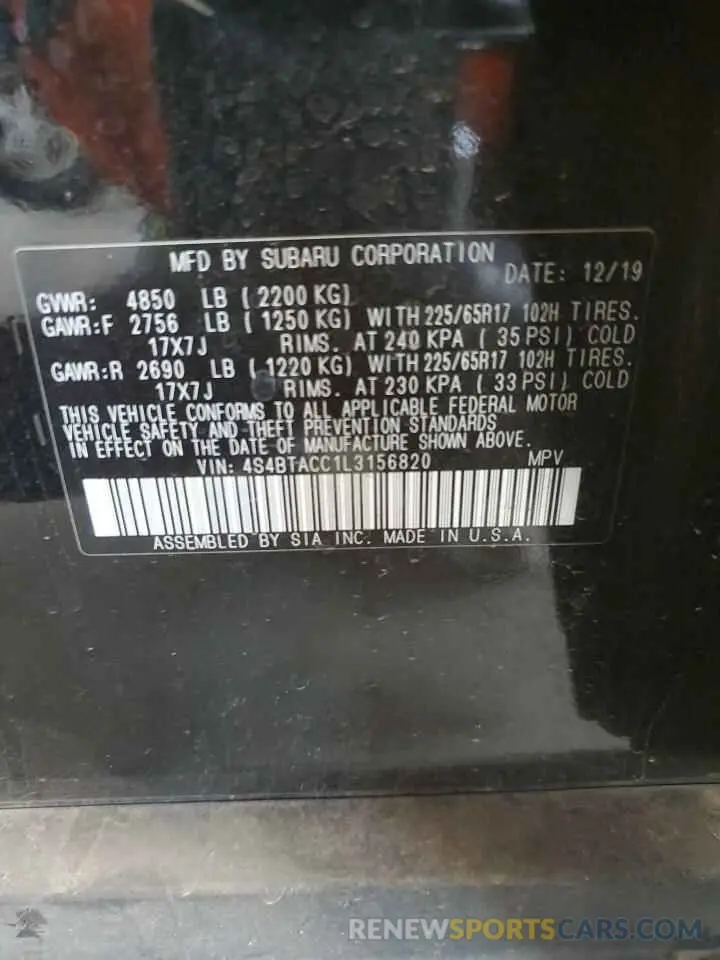 MFD BY SUBARU CORPORATION DATE: 12/19
GVWR: 4850 LB (2200 KG)
GAWR:F 2756 LB (1250 KG) WITH 225/65R17 102H TIRES.
17X7J RIMS. AT 240 KPA (35 PSI) COLD
GAWR:R 2690 LB (1220 KG) WITH 225/65R17 102H TIRES.
17X7J RIMS. AT 230 KPA (33 PSI) COLD
THIS VEHICLE CONFORMS TO ALL APPLICABLE FEDERAL MOTOR
VEHICLE SAFETY AND THEFT PREVENTION STANDARDS
IN EFFECT ON THE DATE OF MANUFACTURE SHOWN ABOVE.
VIN: 4S4BTACC1L3156820 MPV
ASSEMBLED BY SIA INC. MADE IN U.S.A.
RENEWSPORTSCARS.COM